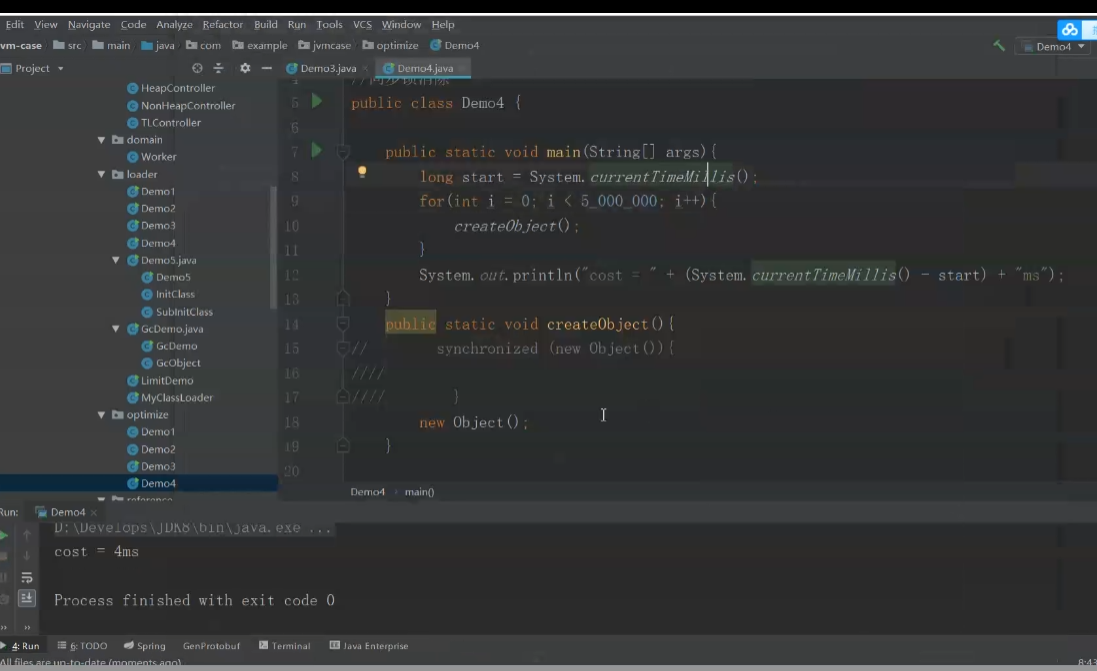 Edit View Navigate Code Analyze Refactor Build Run Tools VCS Window Help
vm-case src main java com example jvmcase optimize Demo4
Demo4
Project
Demo3.java Demo4.java
HeapController
NonHeapController
TLController
domain
Worker
loader
Demo1
Demo2
Demo3
Demo4
Demo5.java
Demo5
InitClass
SubInitClass
GcDemo.java
GcDemo
GcObject
LimitDemo
MyClassLoader
optimize
Demo1
Demo2
Demo3
Demo4
reference
5 public class Demo4 {
6
7 public static void main(String[] args){
8 long start = System.currentTimeMillis();
9 for(int i = 0; i < 5_000_000; i++){
10 createObject();
11 }
12 System.out.println("cost = " + (System.currentTimeMillis() - start) + "ms");
13 }
14 public static void createObject(){
15 // synchronized (new Object()){
16 ////
17 //// }
18 new Object();
19 }
20
Demo4 main()
Run: Demo4
D:\Develops\JDK8\bin\java.exe ...
cost = 4ms
Process finished with exit code 0
4: Run 6: TODO Spring GenProtobuf Terminal Java Enterprise
All files are up-to-date (moments ago)